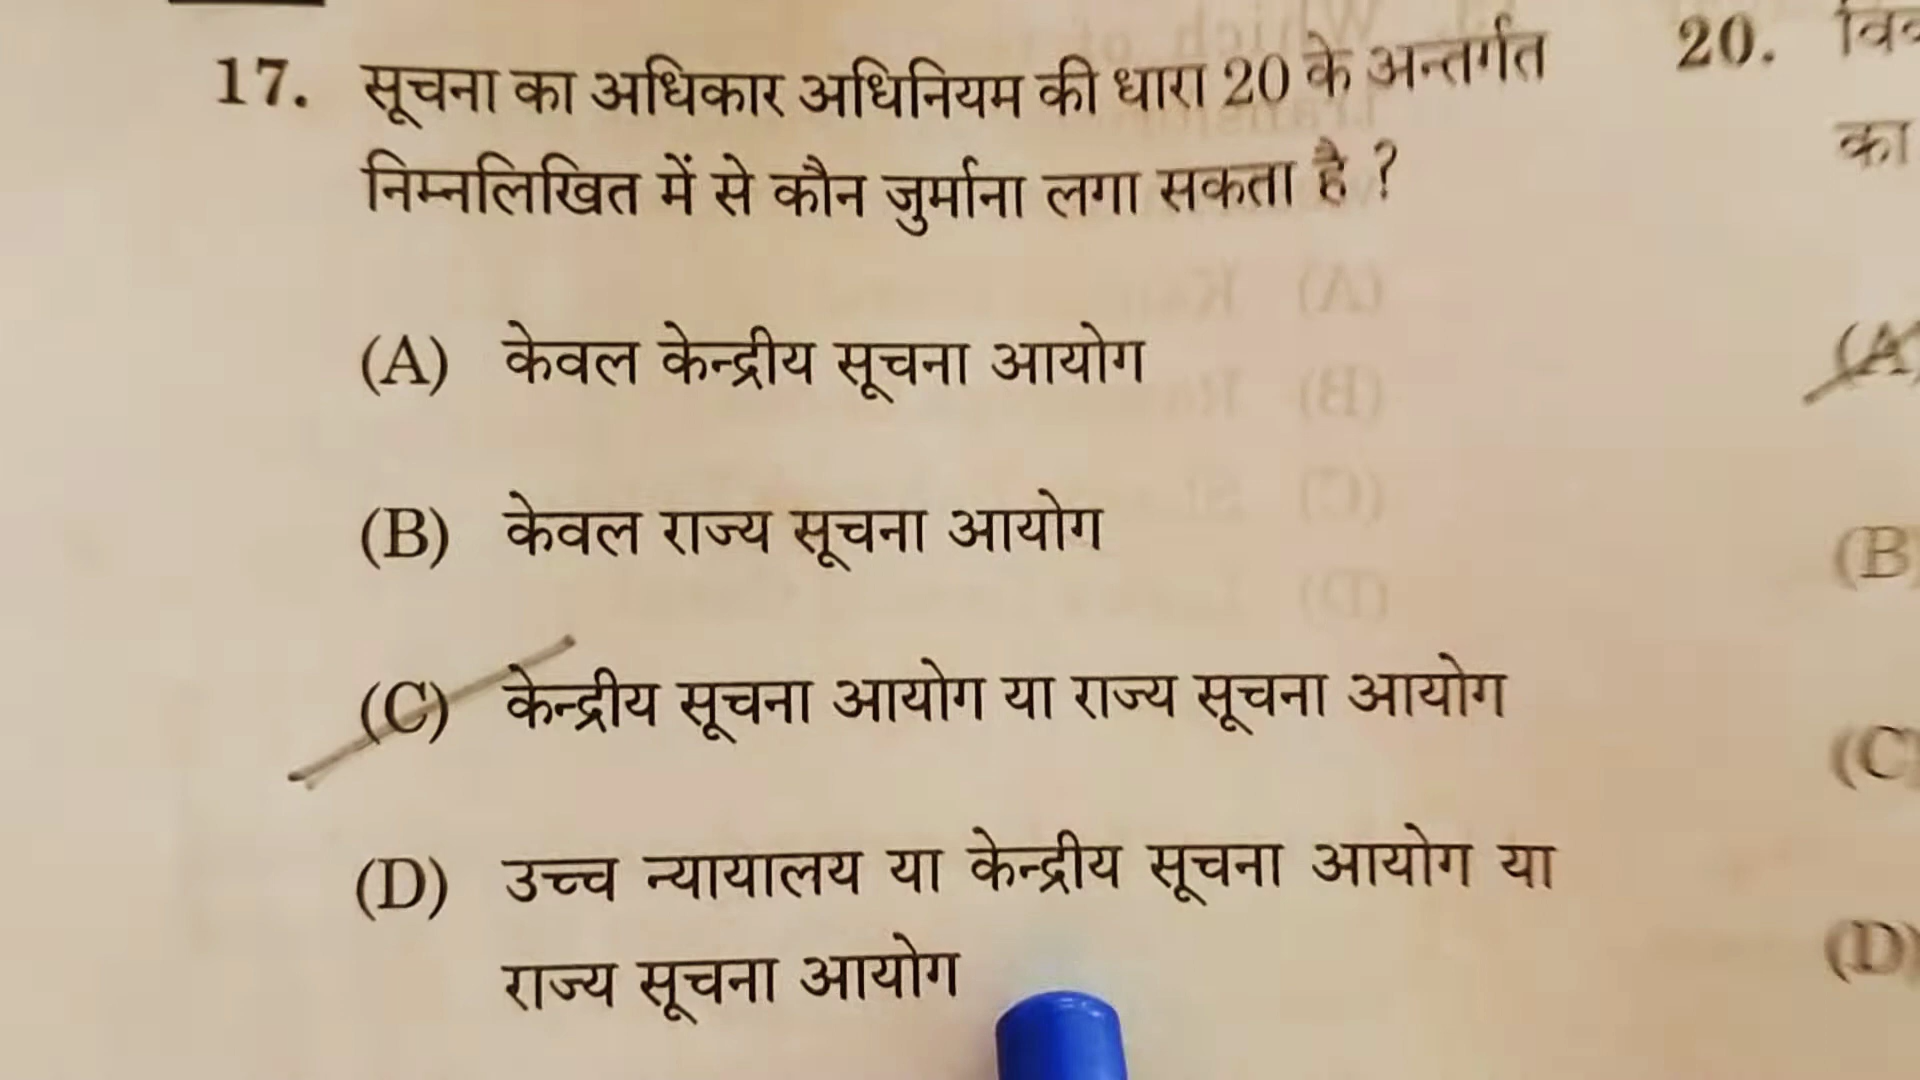 17. सूचना का अधिकार अधिनियम की धारा 20 के अन्तर्गत
निम्नलिखित में से कौन जुर्माना लगा सकता है ?
(A) केवल केन्द्रीय सूचना आयोग
(B) केवल राज्य सूचना आयोग
(C) केन्द्रीय सूचना आयोग या राज्य सूचना आयोग
(D) उच्च न्यायालय या केन्द्रीय सूचना आयोग या
राज्य सूचना आयोग
20.
का
(A)
(B)
(C)
(D)